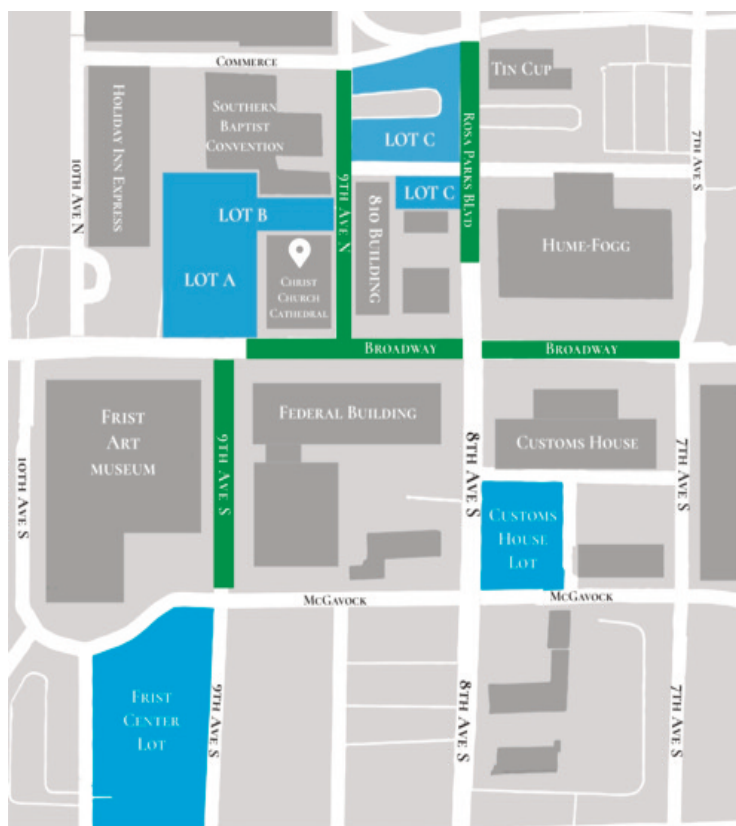 Commerce
Tin Cup
Holiday Inn Express
Southern
Baptist
Convention
LOT C
Rosa Parks Blvd
7th Ave S
10th Ave N
9th Ave N
LOT C
LOT B
810 Building
Hume-Fogg
LOT A
Christ
Church
Cathedral
Broadway
Broadway
Frist
Art
museum
9th Ave S
Federal Building
8th Ave S
Customs House
7th Ave S
10th Ave S
Customs
House
Lot
McGavock
McGavock
Frist
Center
Lot
9th Ave S
8th Ave S
7th Ave S